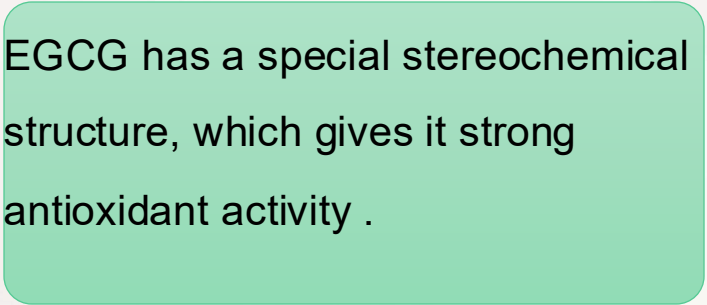 EGCG has a special stereochemical
structure, which gives it strong
antioxidant activity .